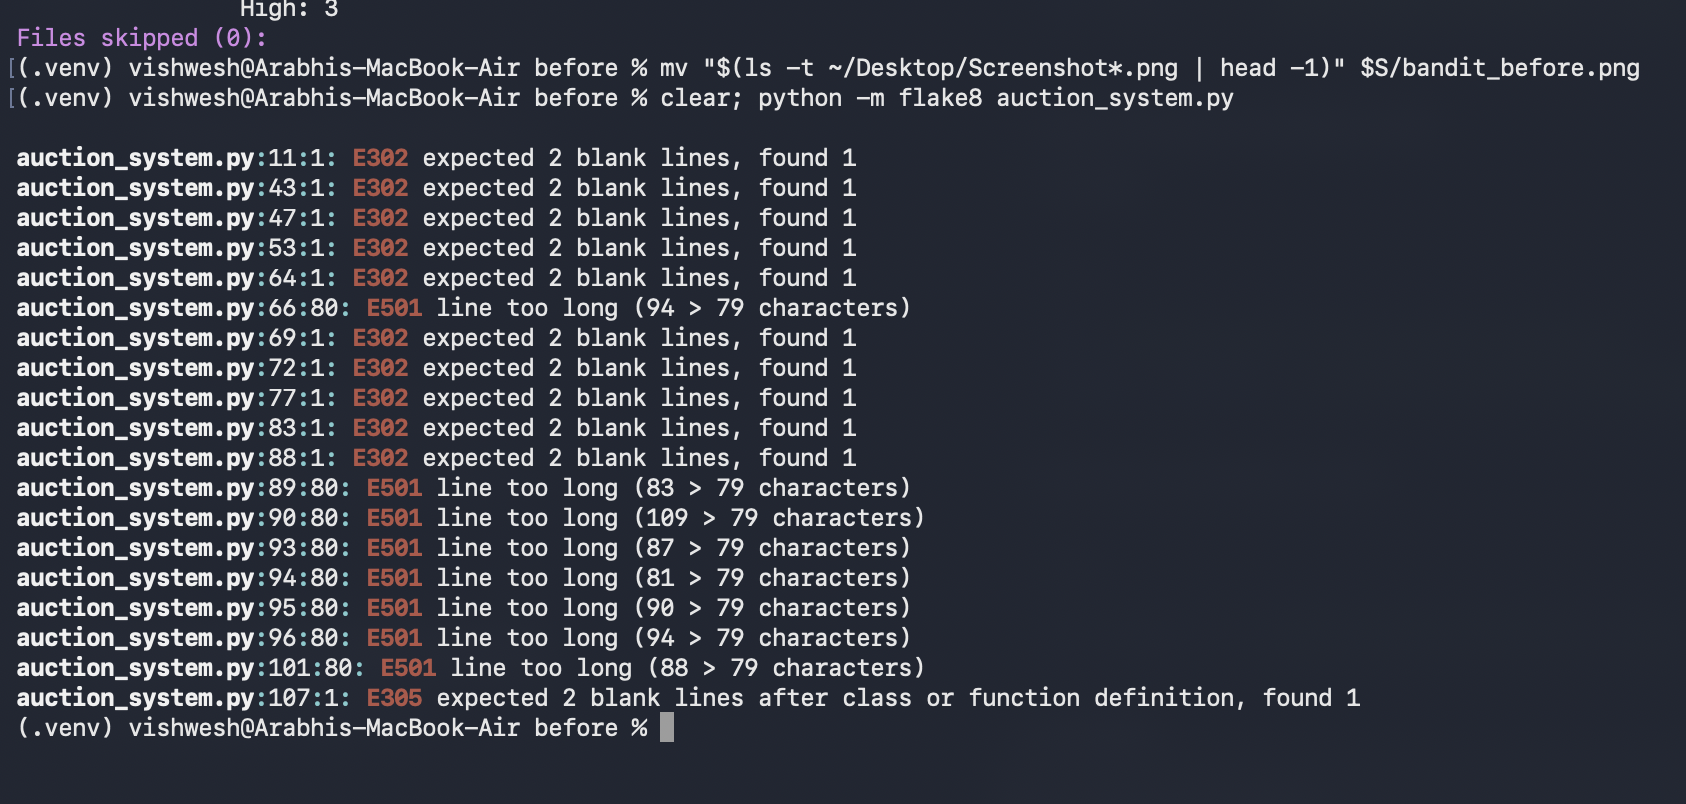 High: 3
Files skipped (0):
[(.venv) vishwesh@Arabhis-MacBook-Air before % mv "$(ls -t ~/Desktop/Screenshot*.png | head -1)" $S/bandit_before.png
[(.venv) vishwesh@Arabhis-MacBook-Air before % clear; python -m flake8 auction_system.py
auction_system.py:11:1: E302 expected 2 blank lines, found 1
auction_system.py:43:1: E302 expected 2 blank lines, found 1
auction_system.py:47:1: E302 expected 2 blank lines, found 1
auction_system.py:53:1: E302 expected 2 blank lines, found 1
auction_system.py:64:1: E302 expected 2 blank lines, found 1
auction_system.py:66:80: E501 line too long (94 > 79 characters)
auction_system.py:69:1: E302 expected 2 blank lines, found 1
auction_system.py:72:1: E302 expected 2 blank lines, found 1
auction_system.py:77:1: E302 expected 2 blank lines, found 1
auction_system.py:83:1: E302 expected 2 blank lines, found 1
auction_system.py:88:1: E302 expected 2 blank lines, found 1
auction_system.py:89:80: E501 line too long (83 > 79 characters)
auction_system.py:90:80: E501 line too long (109 > 79 characters)
auction_system.py:93:80: E501 line too long (87 > 79 characters)
auction_system.py:94:80: E501 line too long (81 > 79 characters)
auction_system.py:95:80: E501 line too long (90 > 79 characters)
auction_system.py:96:80: E501 line too long (94 > 79 characters)
auction_system.py:101:80: E501 line too long (88 > 79 characters)
auction_system.py:107:1: E305 expected 2 blank lines after class or function definition, found 1
(.venv) vishwesh@Arabhis-MacBook-Air before %